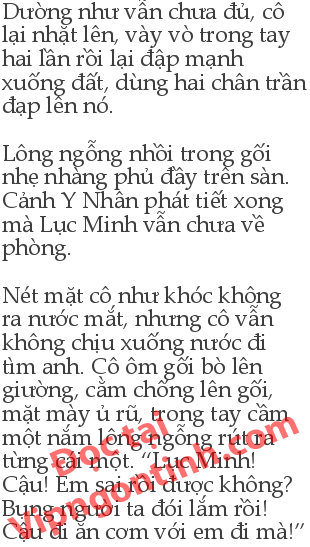 Dường như vẫn chưa đủ, cô
lại nhặt lên, vày vò trong tay
hai lần rồi lại đập mạnh
xuống đất, dùng hai chân trần
đạp lên nó.
Lông ngỗng nhồi trong gối
nhẹ nhàng phủ đầy trên sàn.
Cảnh Y Nhân phát tiết xong
mà Lục Minh vẫn chưa về
phòng.
Nét mặt cô như khóc không
ra nước mắt, nhưng cô vẫn
không chịu xuống nước đi
tìm anh. Cô ôm gối bò lên
giường, cằm chống lên gối,
mặt mày ủ rũ, trong tay cầm
một nắm lông ngỗng rút ra
từng cái một. “Lục Minh!
Cậu! Em sai rồi được không?
Bụng người ta đói lắm rồi!
Cậu đi ăn cơm với em đi mà!”
Đọc tại
Vipngontinh.com